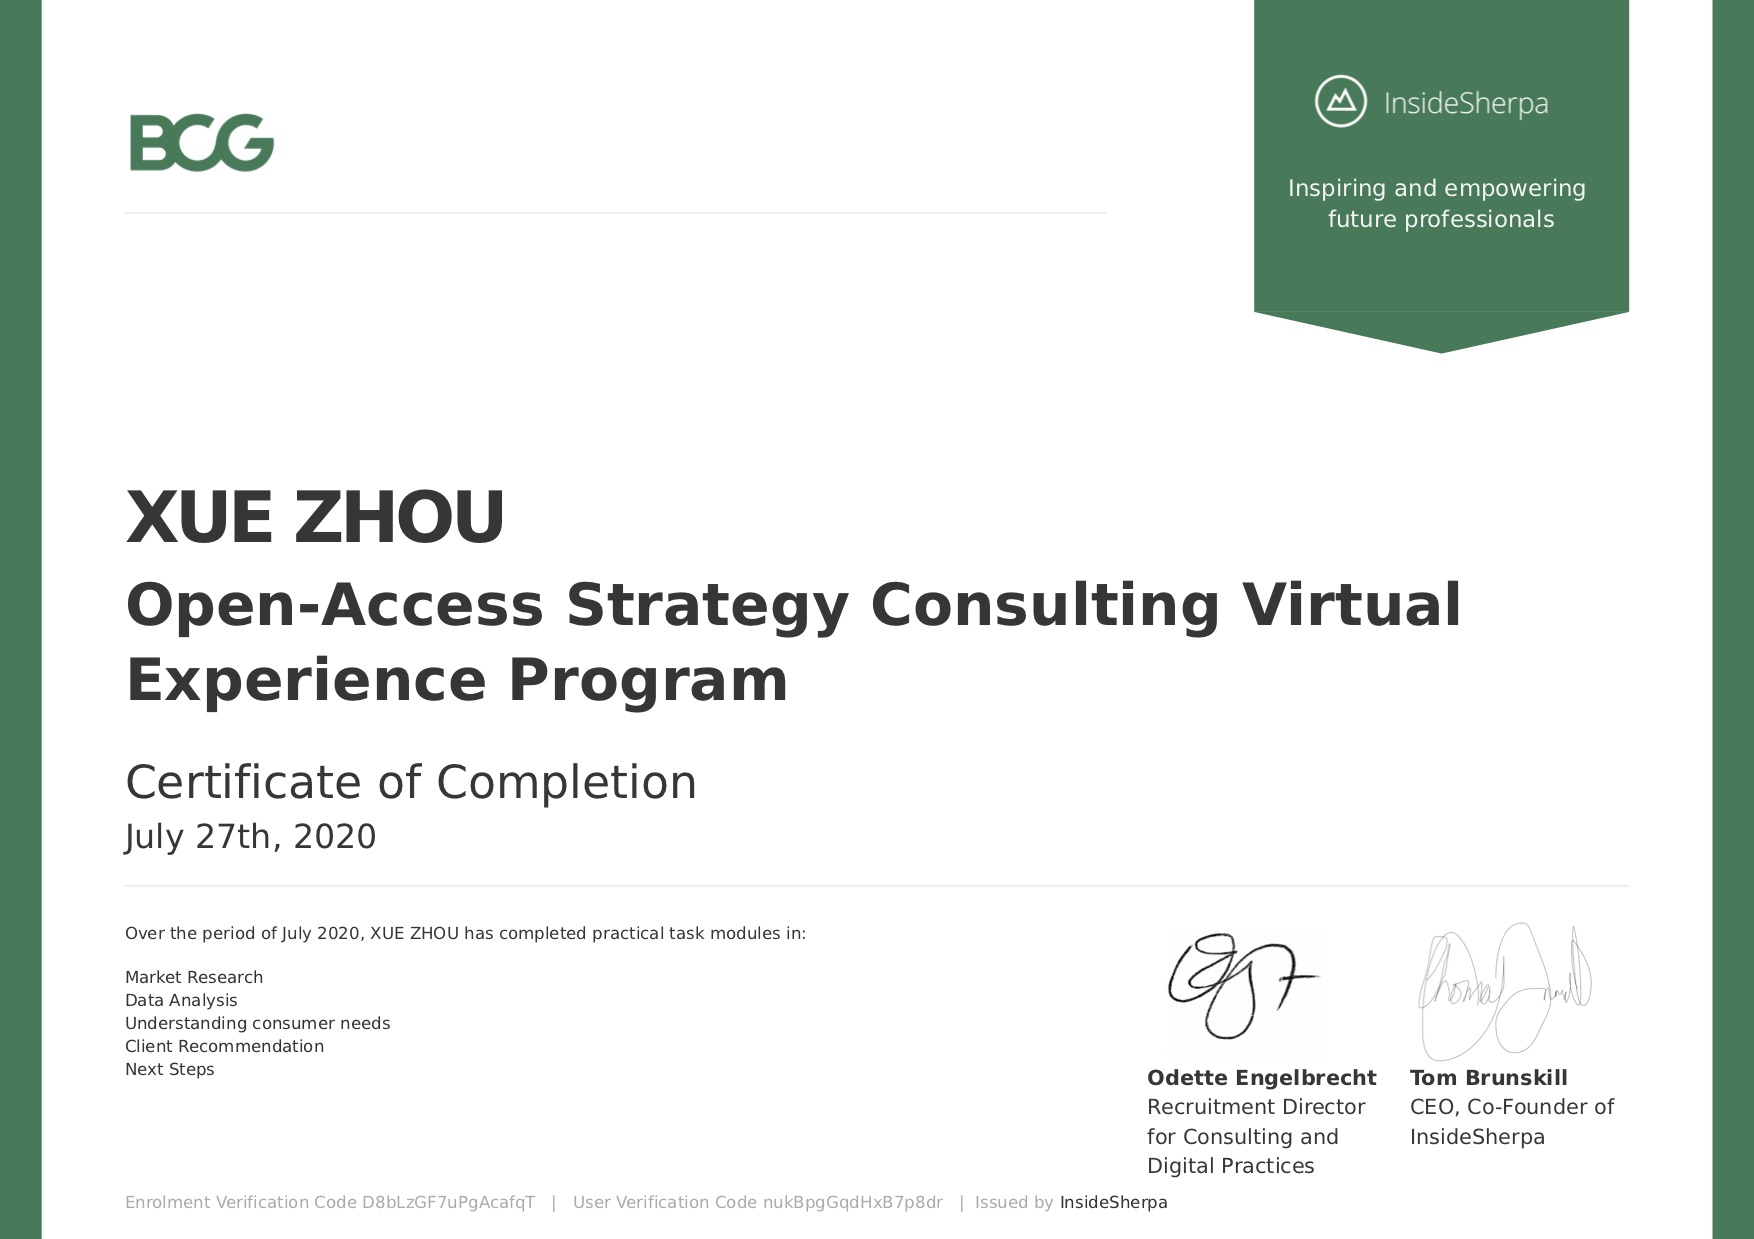 BCG
InsideSherpa
Inspiring and empowering
future professionals
XUE ZHOU
Open-Access Strategy Consulting Virtual
Experience Program
Certificate of Completion
July 27th, 2020
Over the period of July 2020, XUE ZHOU has completed practical task modules in:
Market Research
Data Analysis
Understanding consumer needs
Client Recommendation
Next Steps
Odette Engelbrecht
Recruitment Director
for Consulting and
Digital Practices
Tom Brunskill
CEO, Co-Founder of
InsideSherpa
Enrolment Verification Code D8bLzGF7uPgAcafqT | User Verification Code nukBpgGqdHxB7p8dr | Issued by InsideSherpa